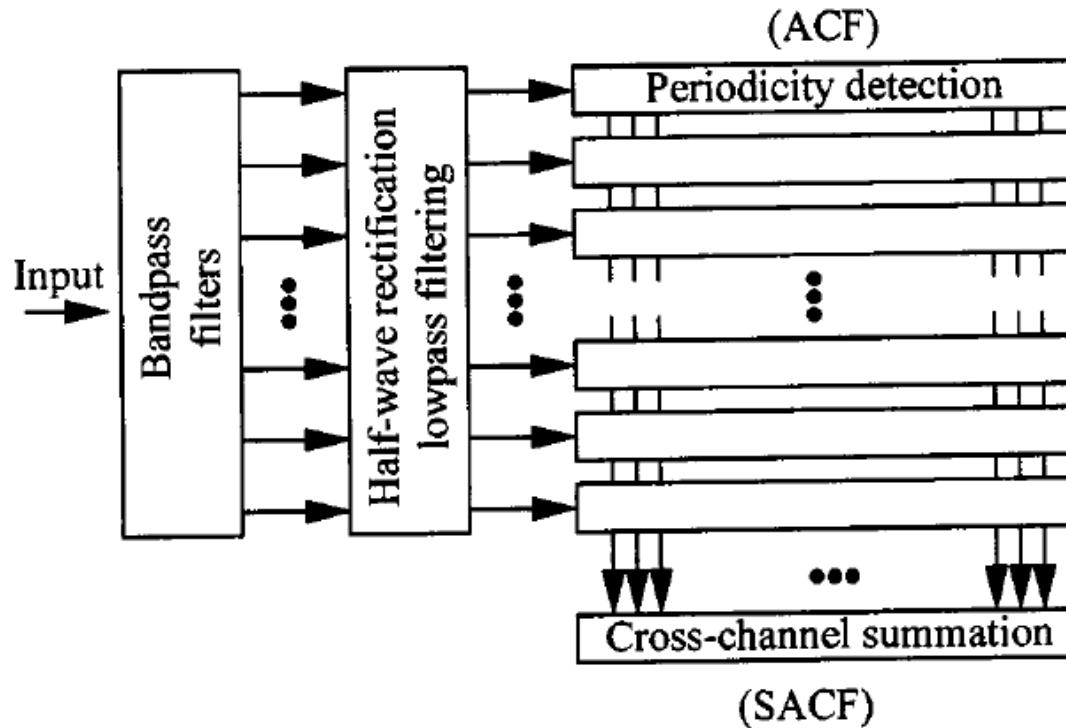 (ACF)
Periodicity detection
Input
Bandpass
filters
Half-wave rectification
lowpass filtering
Cross-channel summation
(SACF)